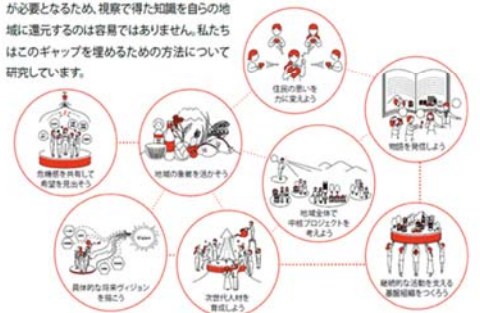 が必要となるため、視察で得た知識を自らの地
域に還元するのは容易ではありません。私たち
はこのギャップを埋めるための方法について
研究しています。
住民の思いを
力に変えよう
物語を発信しよう
危機感を共有して
希望を見出そう
地域の象徴を活かそう
地域全体で
中核プロジェクトを
考えよう
Vision
具体的な将来ヴィジョン
を描こう
次世代人材を
育成しよう
継続的な活動を支える
基盤組織をつくろう